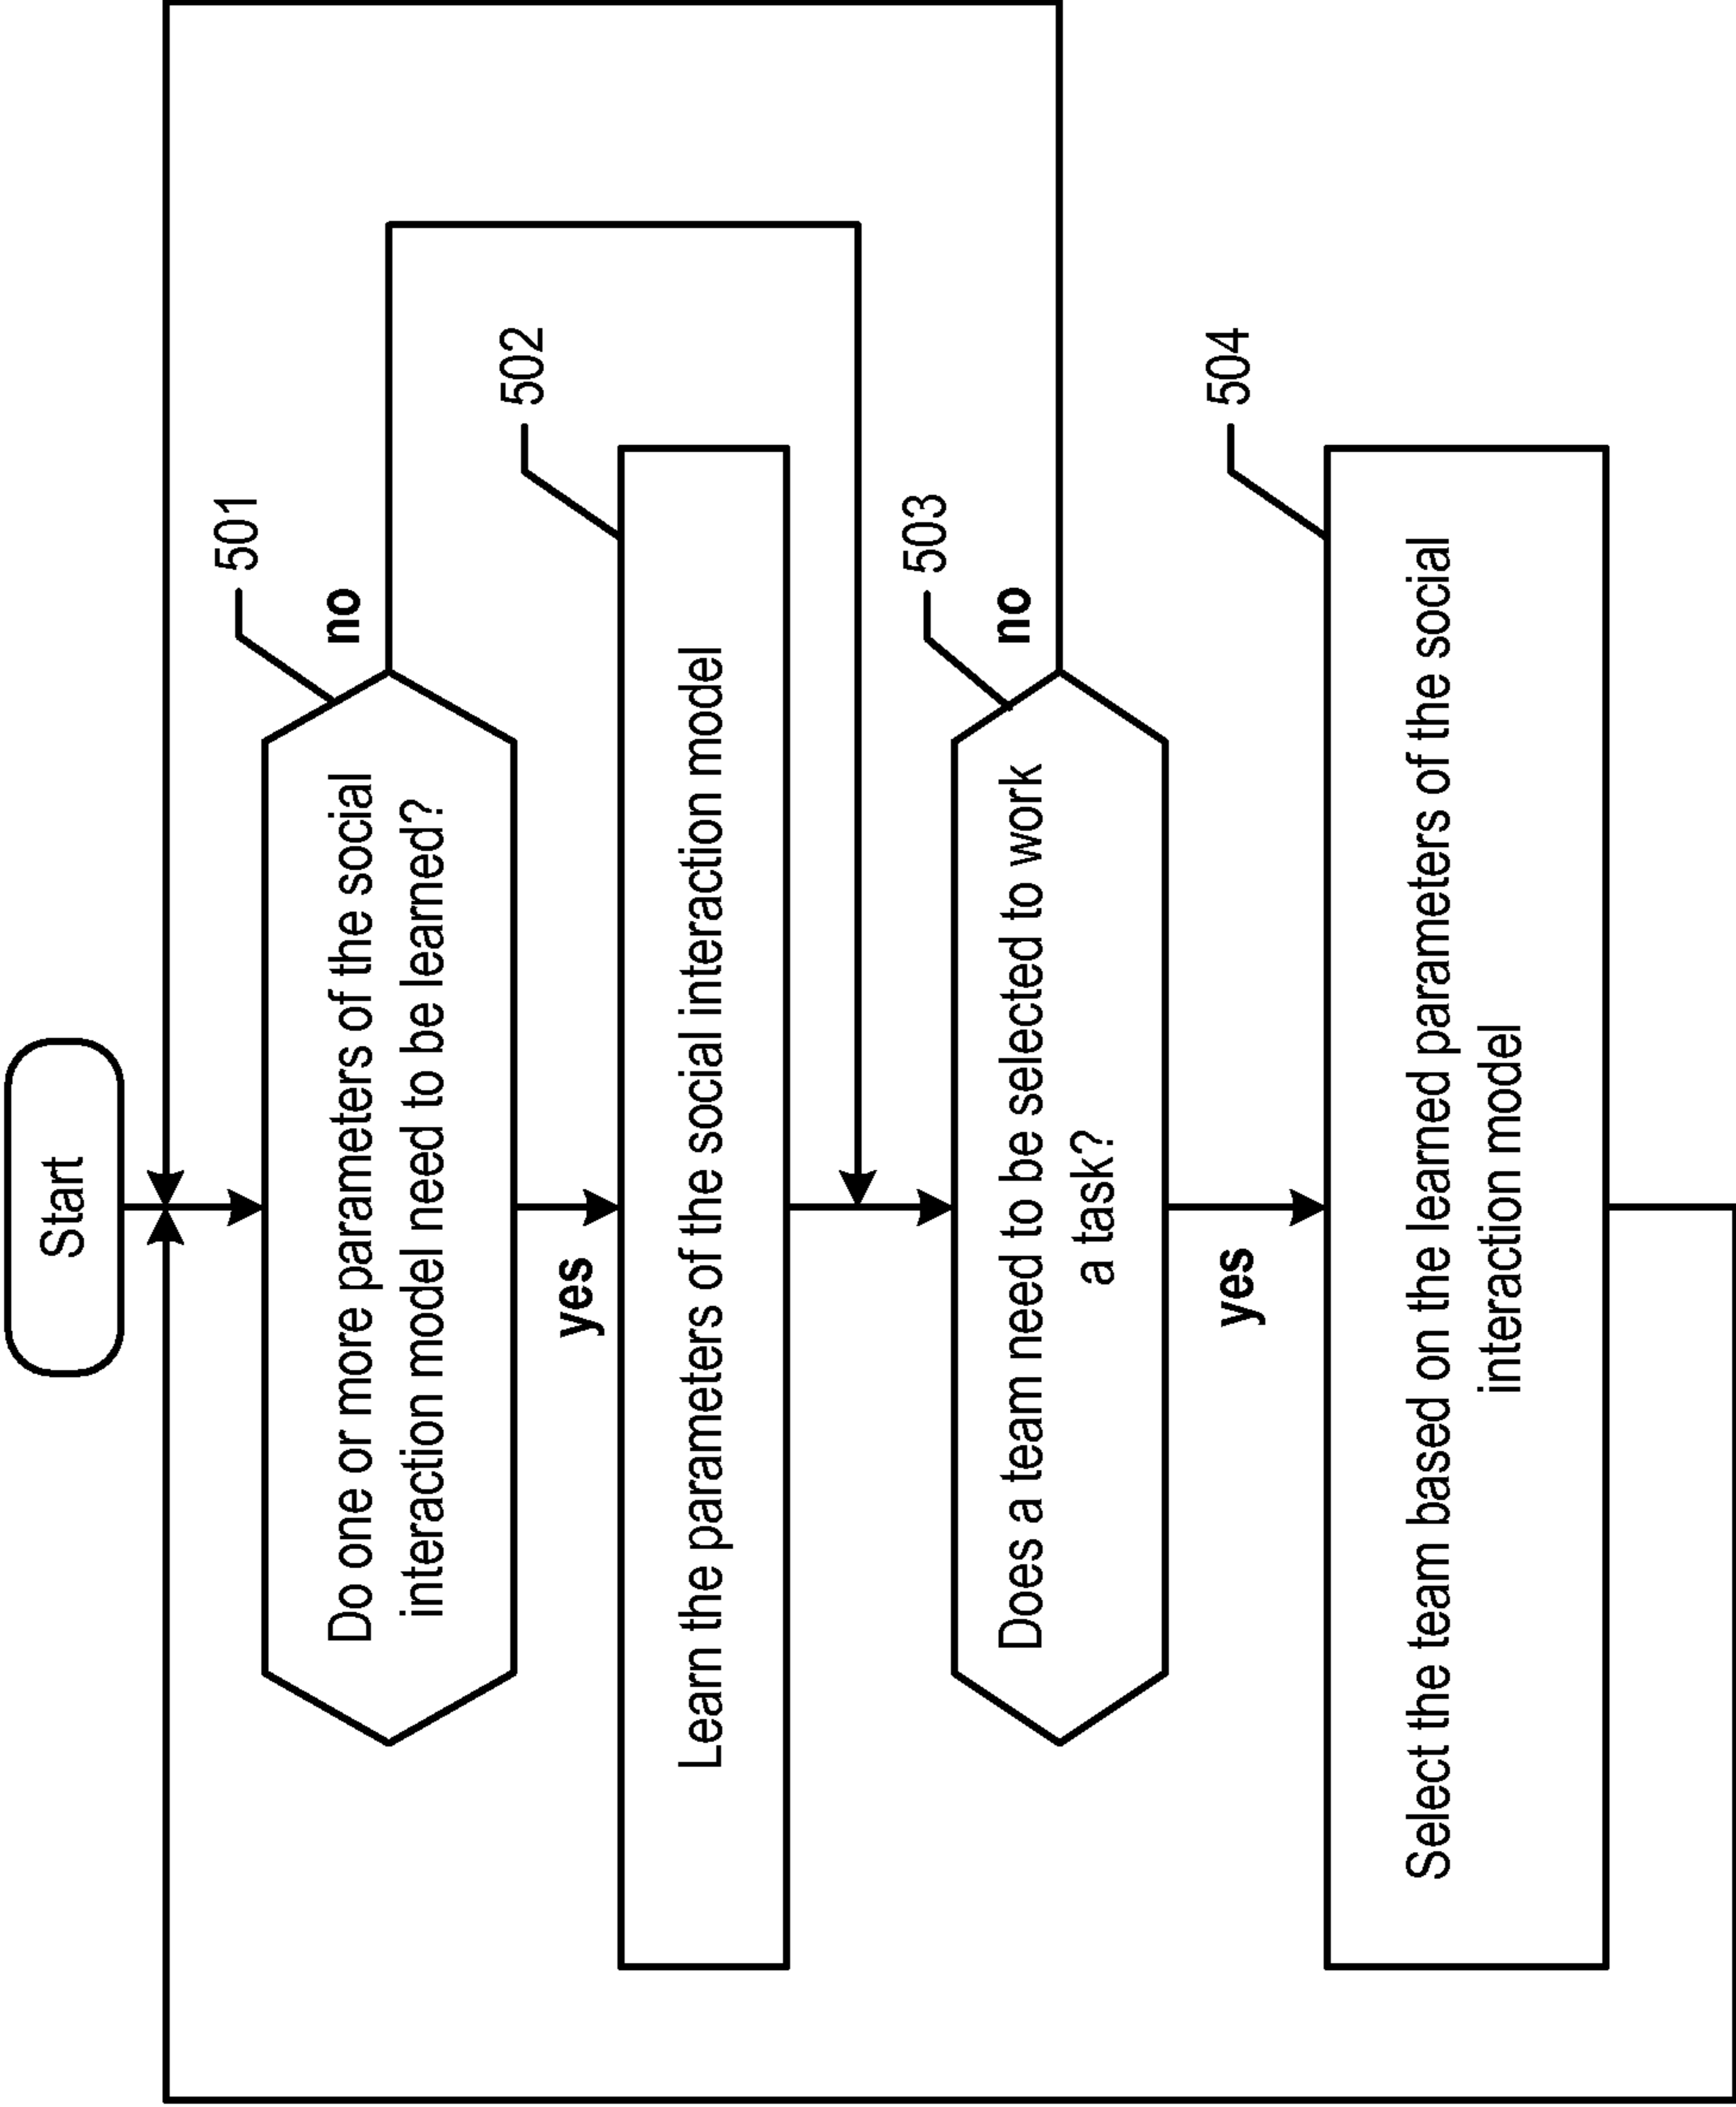 Start
501
Do one or more parameters of the social
interaction model need to be learned?
no
yes
502
Learn the parameters of the social interaction model
503
Does a team need to be selected to work
a task?
no
yes
504
Select the team based on the learned parameters of the social
interaction model